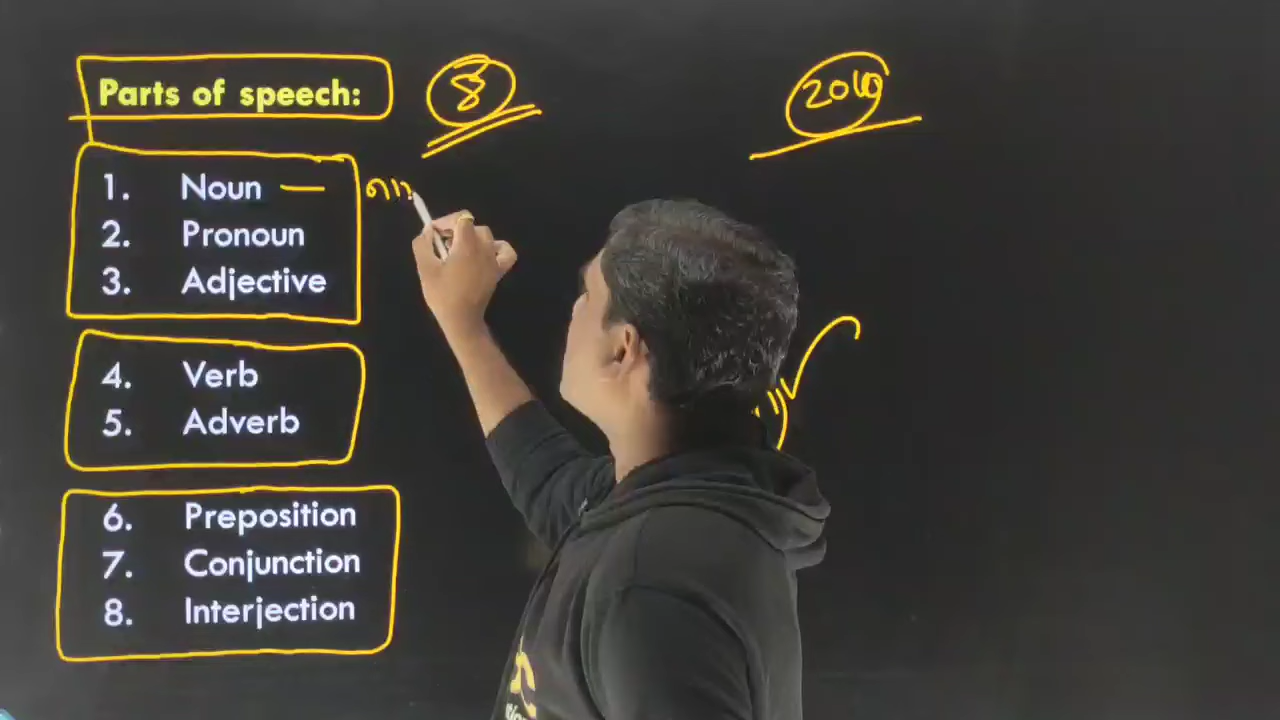 Parts of speech:
8
1. Noun —
2. Pronoun
3. Adjective
4. Verb
5. Adverb
6. Preposition
7. Conjunction
8. Interjection